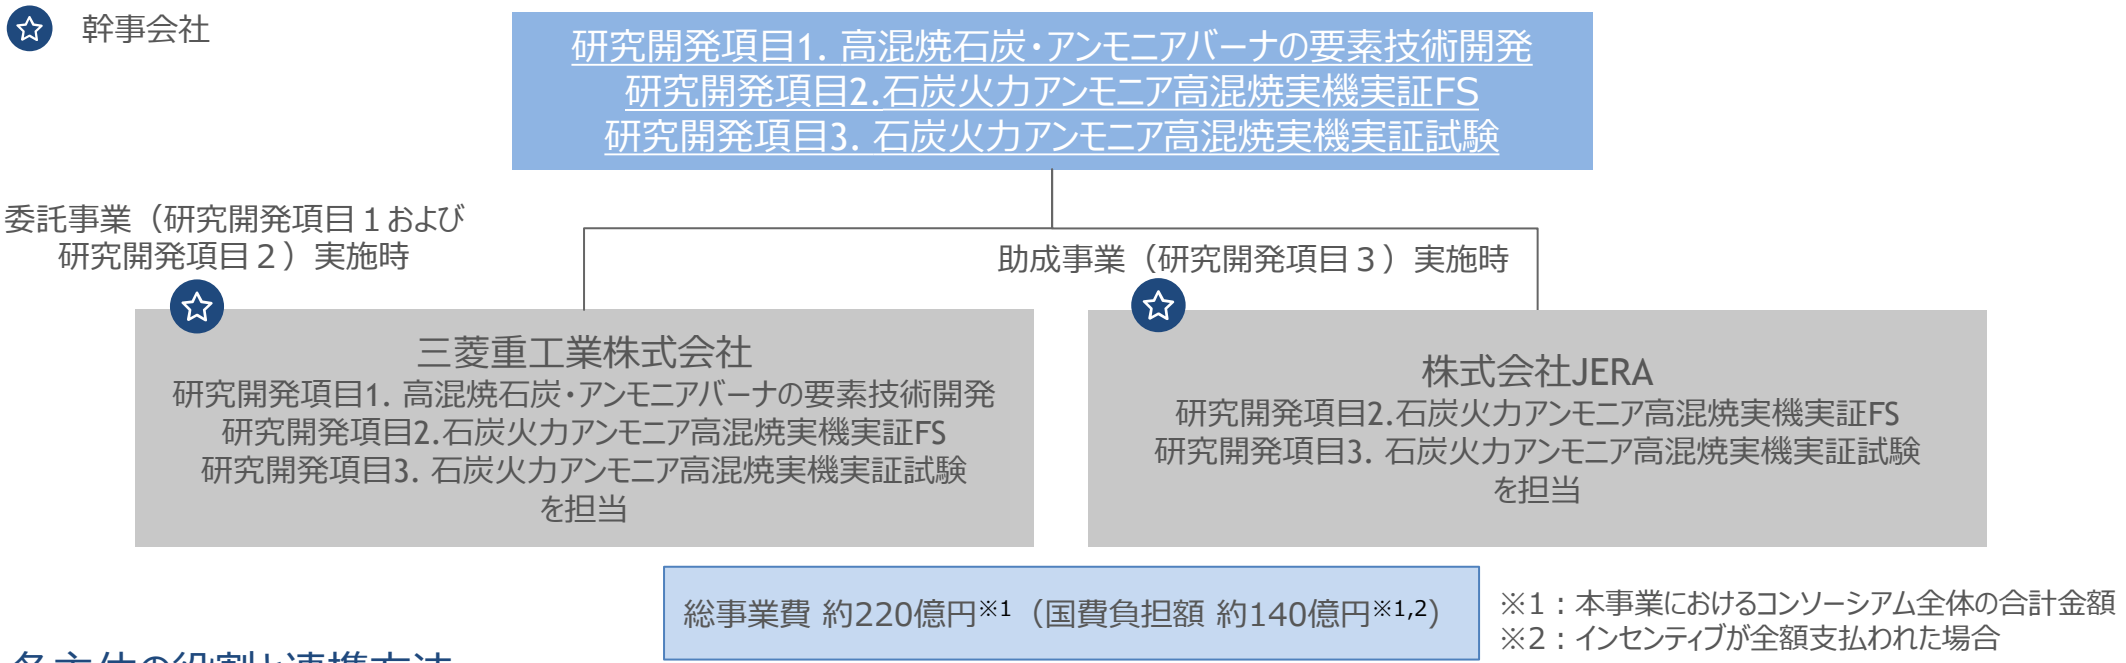 幹事会社
研究開発項目1. 高混焼石炭・アンモニアバーナの要素技術開発
研究開発項目2.石炭火力アンモニア高混焼実機実証FS
研究開発項目3. 石炭火力アンモニア高混焼実機実証試験
委託事業（研究開発項目１および
研究開発項目２）実施時
助成事業（研究開発項目３）実施時
三菱重工業株式会社
研究開発項目1. 高混焼石炭・アンモニアバーナの要素技術開発
研究開発項目2.石炭火力アンモニア高混焼実機実証FS
研究開発項目3. 石炭火力アンモニア高混焼実機実証試験
を担当
株式会社JERA
研究開発項目2.石炭火力アンモニア高混焼実機実証FS
研究開発項目3. 石炭火力アンモニア高混焼実機実証試験
を担当
総事業費 約220億円※1（国費負担額 約140億円※1,2）
※1：本事業におけるコンソーシアム全体の合計金額
※2：インセンティブが全額支払われた場合
各主体の役割と連携方法